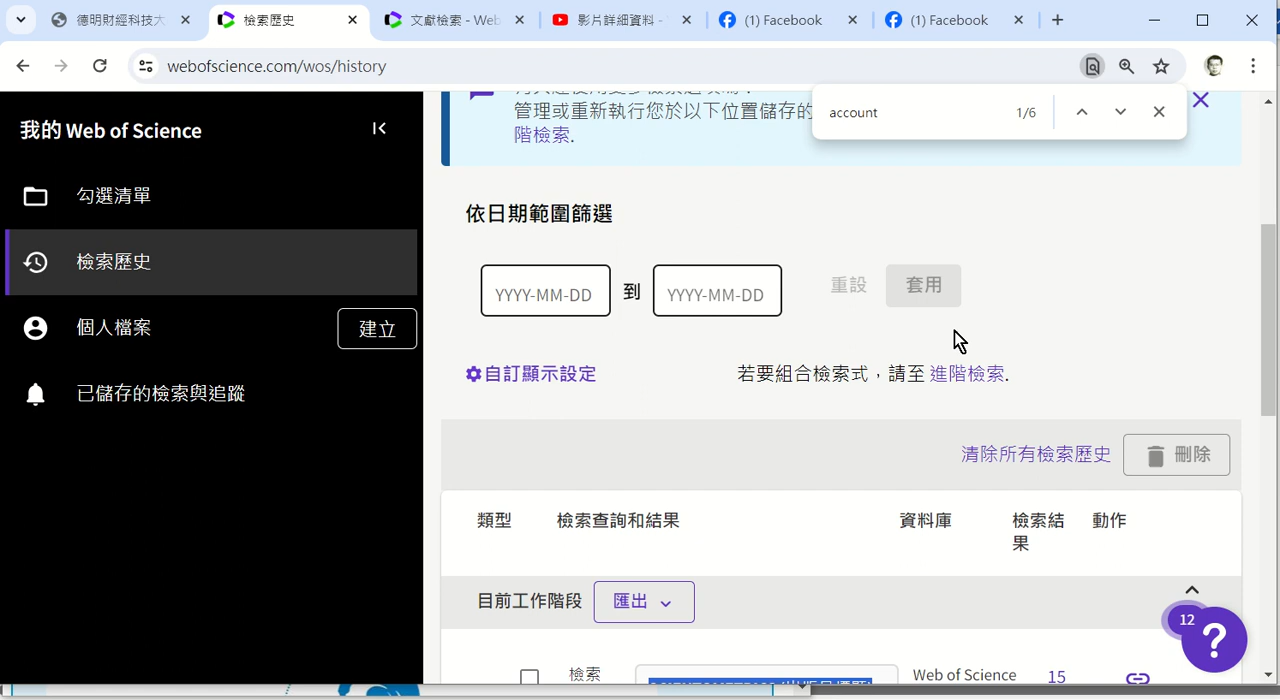 德明財經科技大
檢索歷史
文獻檢索 - Web
影片詳細資料 -
(1) Facebook
(1) Facebook
webofscience.com/wos/history
account
1/6
我的 Web of Science
勾選清單
檢索歷史
個人檔案
建立
已儲存的檢索與追蹤
管理或重新執行您於以下位置儲存的
階檢索.
依日期範圍篩選
YYYY-MM-DD 到 YYYY-MM-DD
重設 套用
自訂顯示設定
若要組合檢索式，請至 進階檢索.
清除所有檢索歷史 刪除
類型 檢索查詢和結果 資料庫 檢索結 動作
果
目前工作階段 匯出
12
?
檢索
Web of Science 15